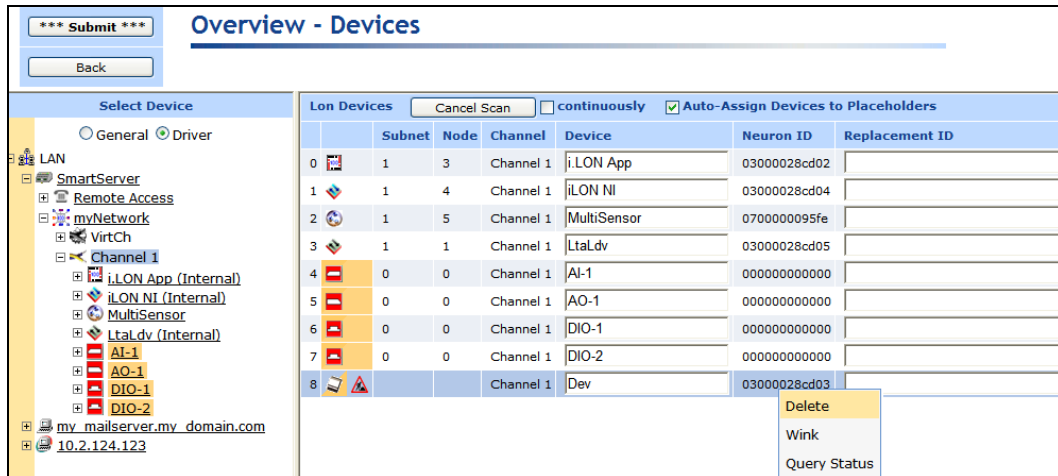 *** Submit ***
Overview - Devices
Back
Select Device
General Driver
LAN
SmartServer
Remote Access
myNetwork
VirtCh
Channel 1
i.LON App (Internal)
iLON NI (Internal)
MultiSensor
LtaLdv (Internal)
AI-1
AO-1
DIO-1
DIO-2
my_mailserver.my_domain.com
10.2.124.123
Lon Devices Cancel Scan continuously Auto-Assign Devices to Placeholders
Subnet Node Channel Device Neuron ID Replacement ID
0 1 3 Channel 1 i.LON App 03000028cd02
1 1 4 Channel 1 iLON NI 03000028cd04
2 1 5 Channel 1 MultiSensor 0700000095fe
3 1 1 Channel 1 LtaLdv 03000028cd05
4 0 0 Channel 1 AI-1 000000000000
5 0 0 Channel 1 AO-1 000000000000
6 0 0 Channel 1 DIO-1 000000000000
7 0 0 Channel 1 DIO-2 000000000000
8 Channel 1 Dev 03000028cd03
Delete
Wink
Query Status